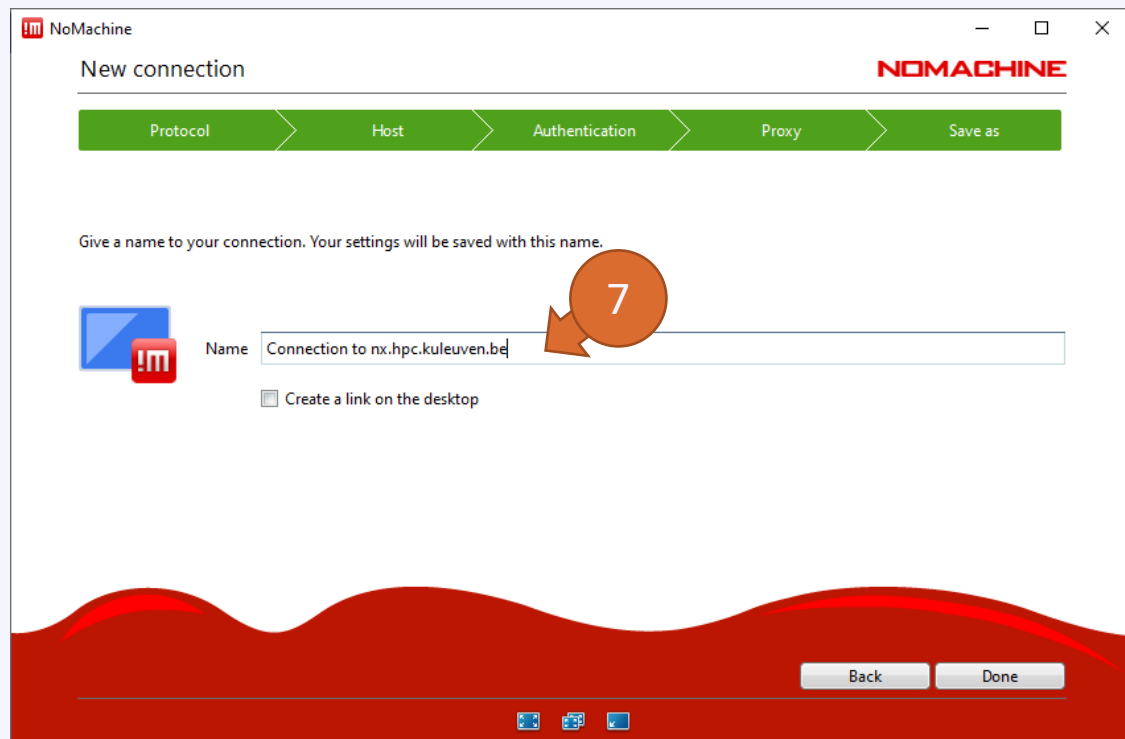 !m NoMachine
New connection
NOMACHINE
Protocol Host Authentication Proxy Save as
Give a name to your connection. Your settings will be saved with this name.
7
Name Connection to nx.hpc.kuleuven.be
!m
Create a link on the desktop
Back Done